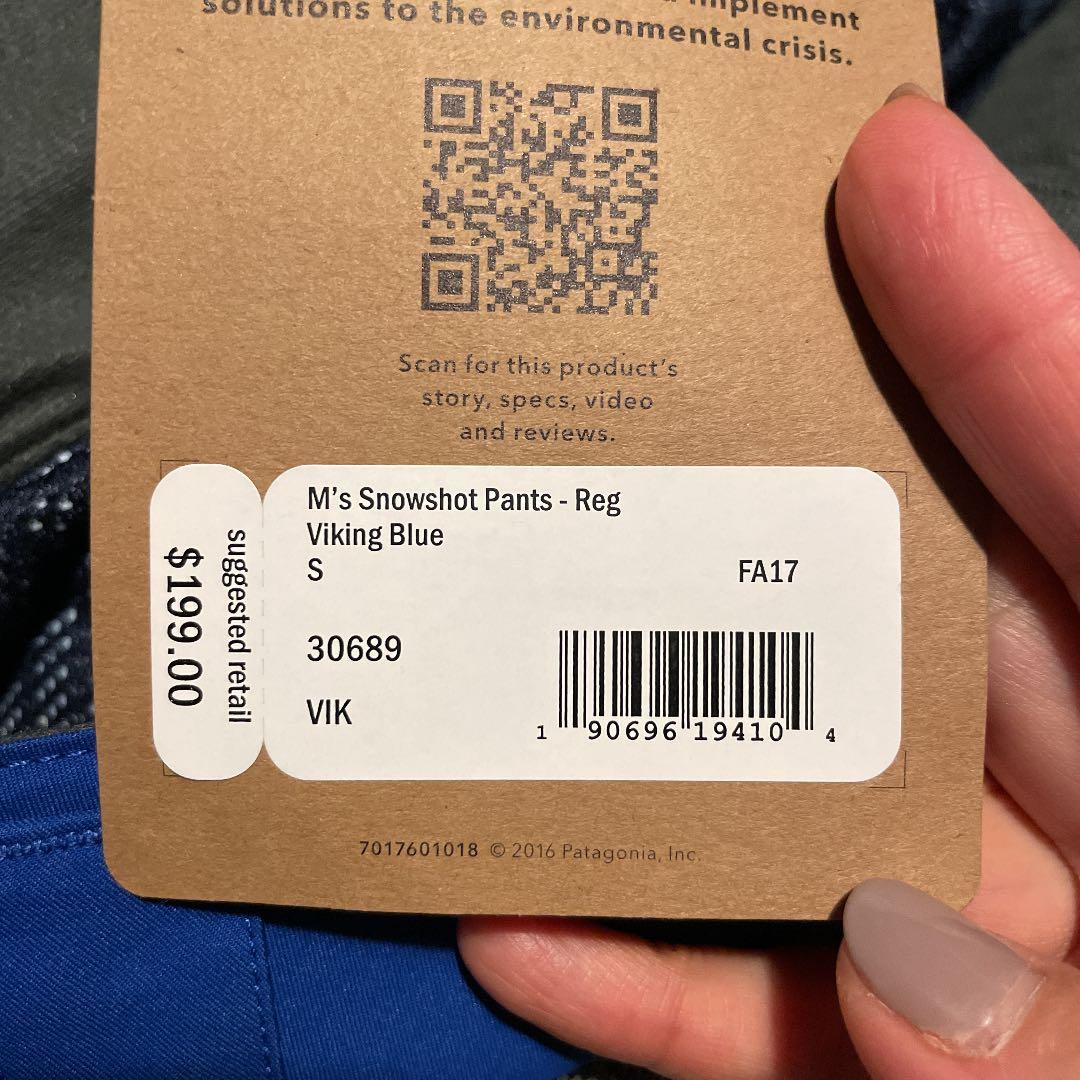 implement
solutions to the environmental crisis.
Scan for this product's
story, specs, video
and reviews.
suggested retail
$199.00
M's Snowshot Pants - Reg
Viking Blue
S FA17
30689
VIK
1 90696 19410 4
7017601018 © 2016 Patagonia, Inc.